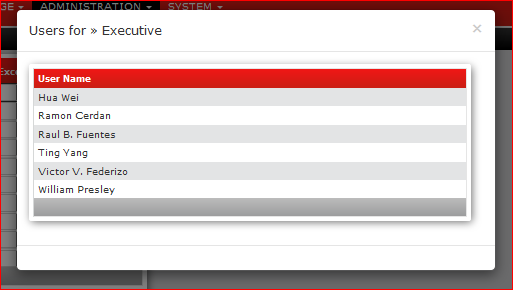 GE ADMINISTRATION SYSTEM
Users for » Executive
×
Exce
User Name
Hua Wei
Ramon Cerdan
Raul B. Fuentes
Ting Yang
Victor V. Federizo
William Presley